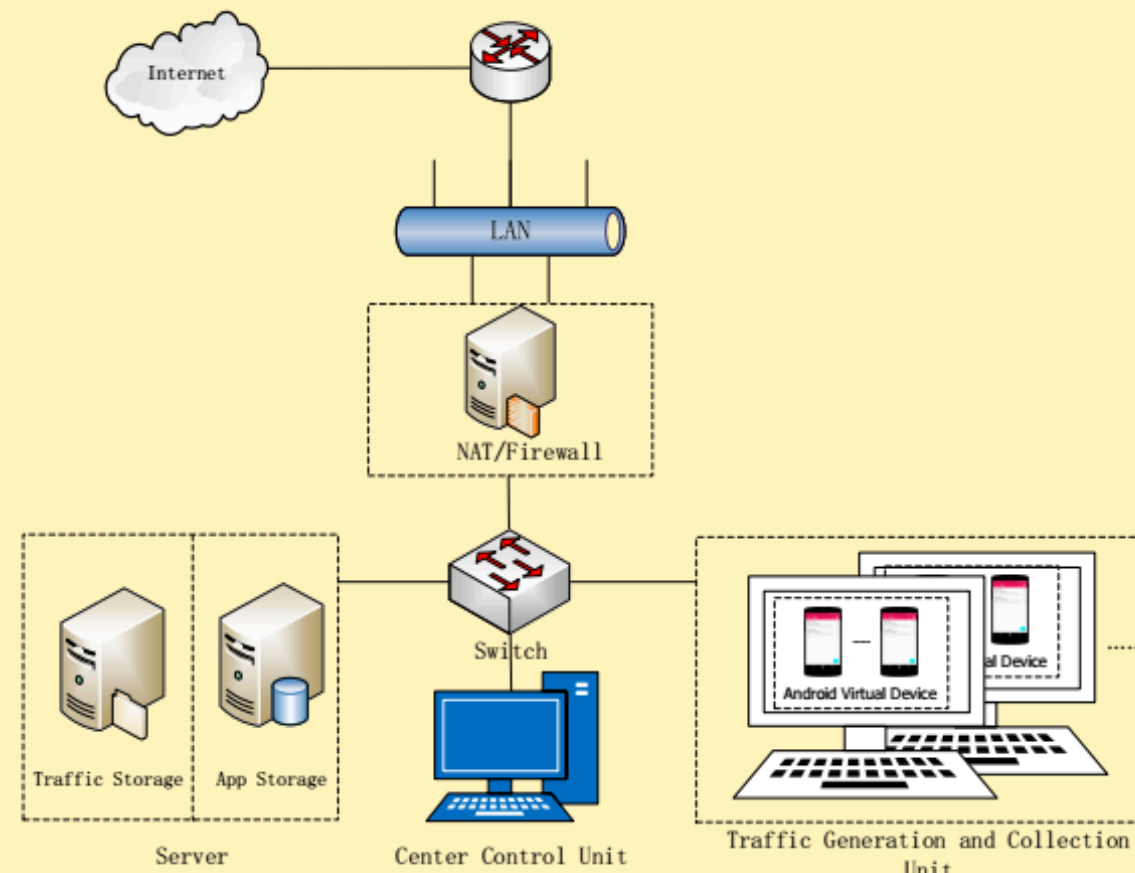 Internet
LAN
NAT/Firewall
Switch
Android Virtual Device
al Device
Traffic Storage
App Storage
Server
Center Control Unit
Traffic Generation and Collection
Unit